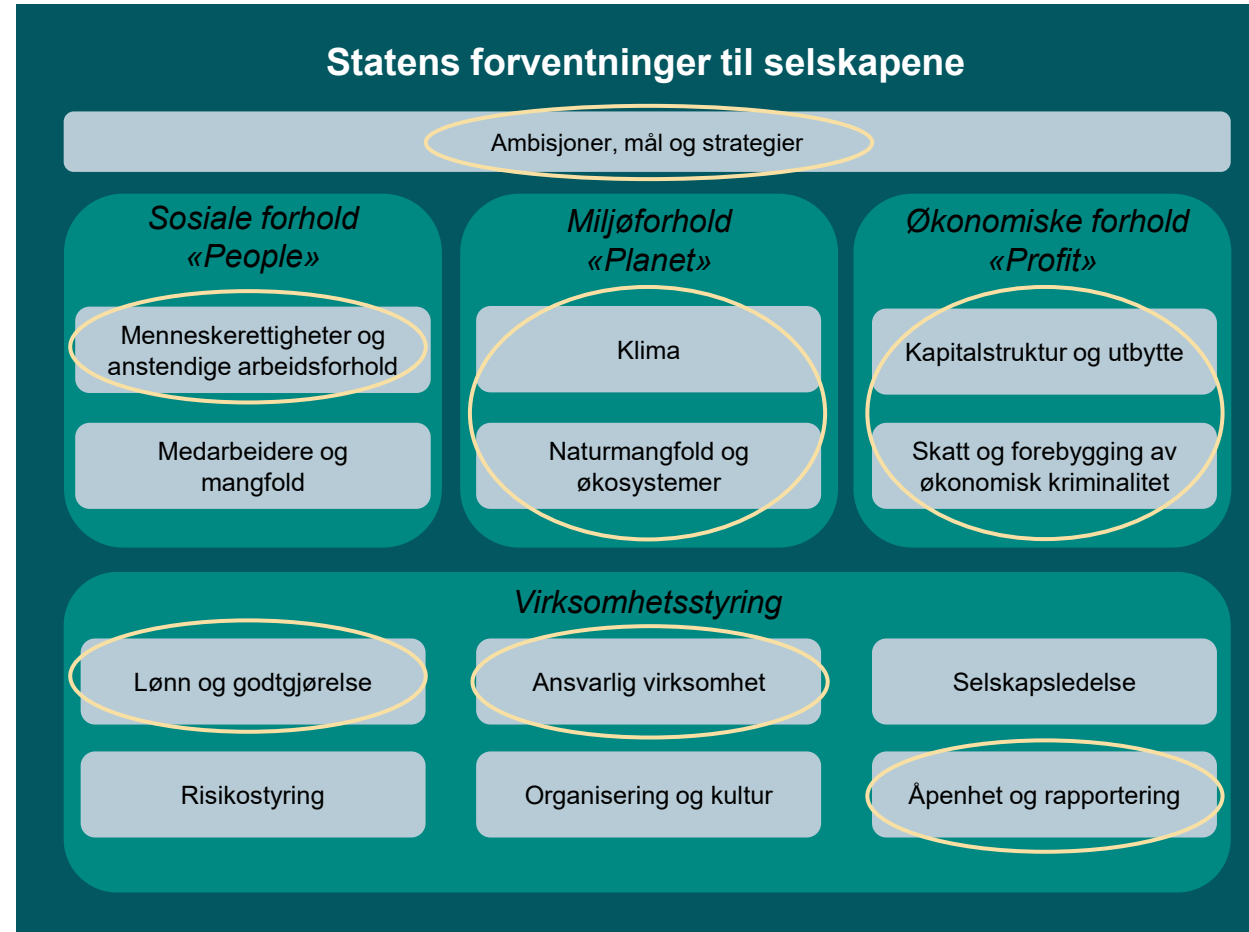 Statens forventninger til selskapene
Ambisjoner, mål og strategier
Sosiale forhold
«People»
Menneskerettigheter og
anstendige arbeidsforhold
Medarbeidere og
mangfold
Miljøforhold
«Planet»
Klima
Naturmangfold og
økosystemer
Økonomiske forhold
«Profit»
Kapitalstruktur og utbytte
Skatt og forebygging av
økonomisk kriminalitet
Virksomhetsstyring
Lønn og godtgjørelse
Ansvarlig virksomhet
Selskapsledelse
Risikostyring
Organisering og kultur
Åpenhet og rapportering